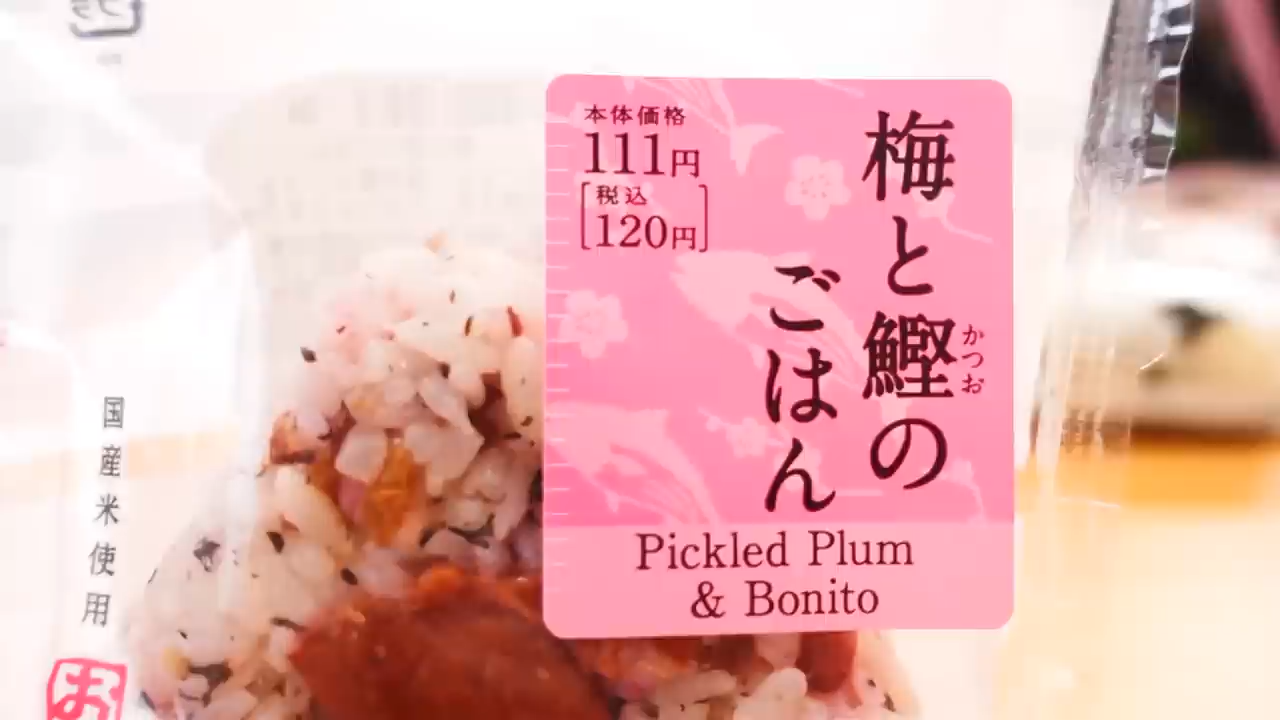 本体価格
111円
[税込
120円]
梅と鰹の
かつお
ごはん
Pickled Plum
& Bonito
国産米使用
お